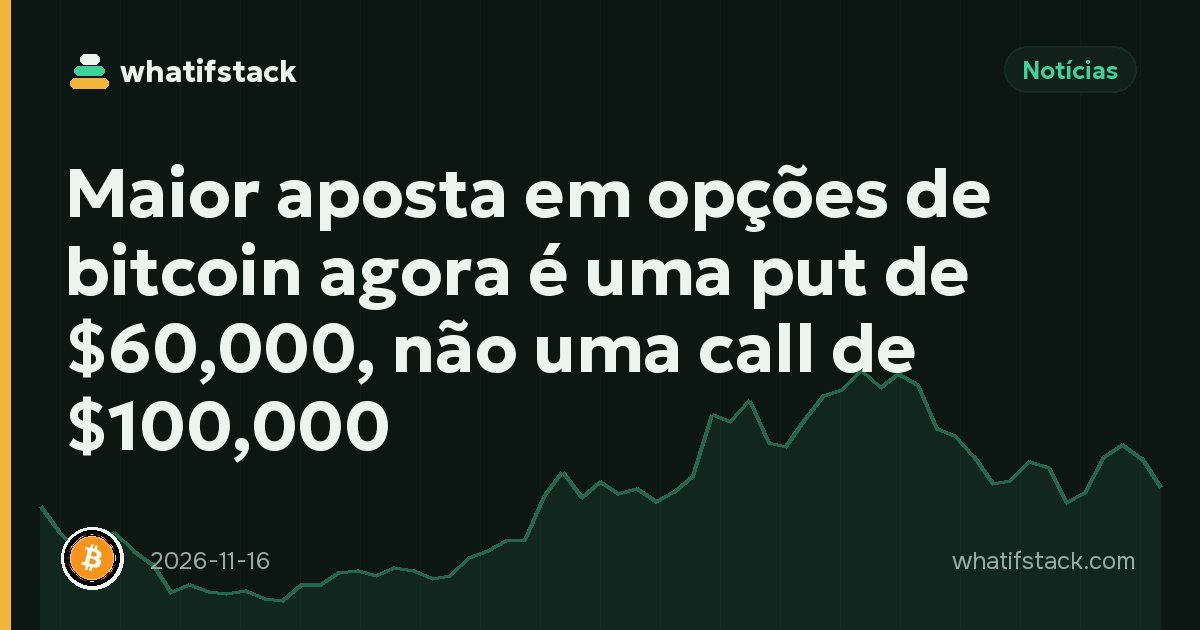 whatifstack
Notícias
Maior aposta em opções de
bitcoin agora é uma put de
$60,000, não uma call de
$100,000
2026-11-16
whatifstack.com